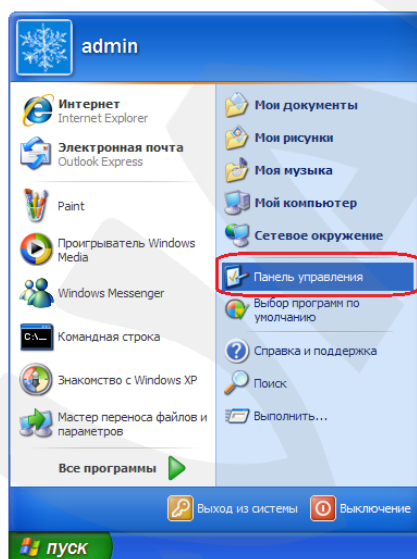 admin
Интернет
Internet Explorer
Электронная почта
Outlook Express
Paint
Проигрыватель Windows
Media
Windows Messenger
Командная строка
Знакомство с Windows XP
Мастер переноса файлов и
параметров
Все программы
Мои документы
Мои рисунки
Моя музыка
Мой компьютер
Сетевое окружение
Панель управления
Выбор программ по
умолчанию
Справка и поддержка
Поиск
Выполнить...
Выход из системы
Выключение
пуск